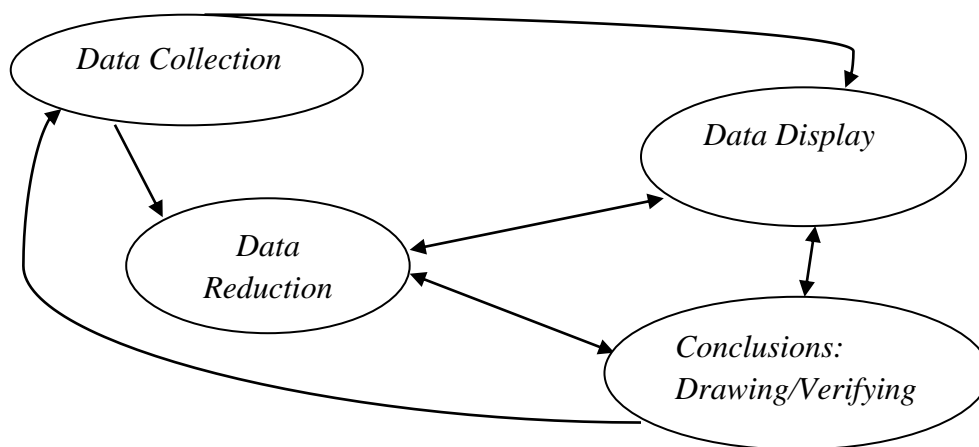 Data Collection
Data Display
Data
Reduction
Conclusions:
Drawing/Verifying